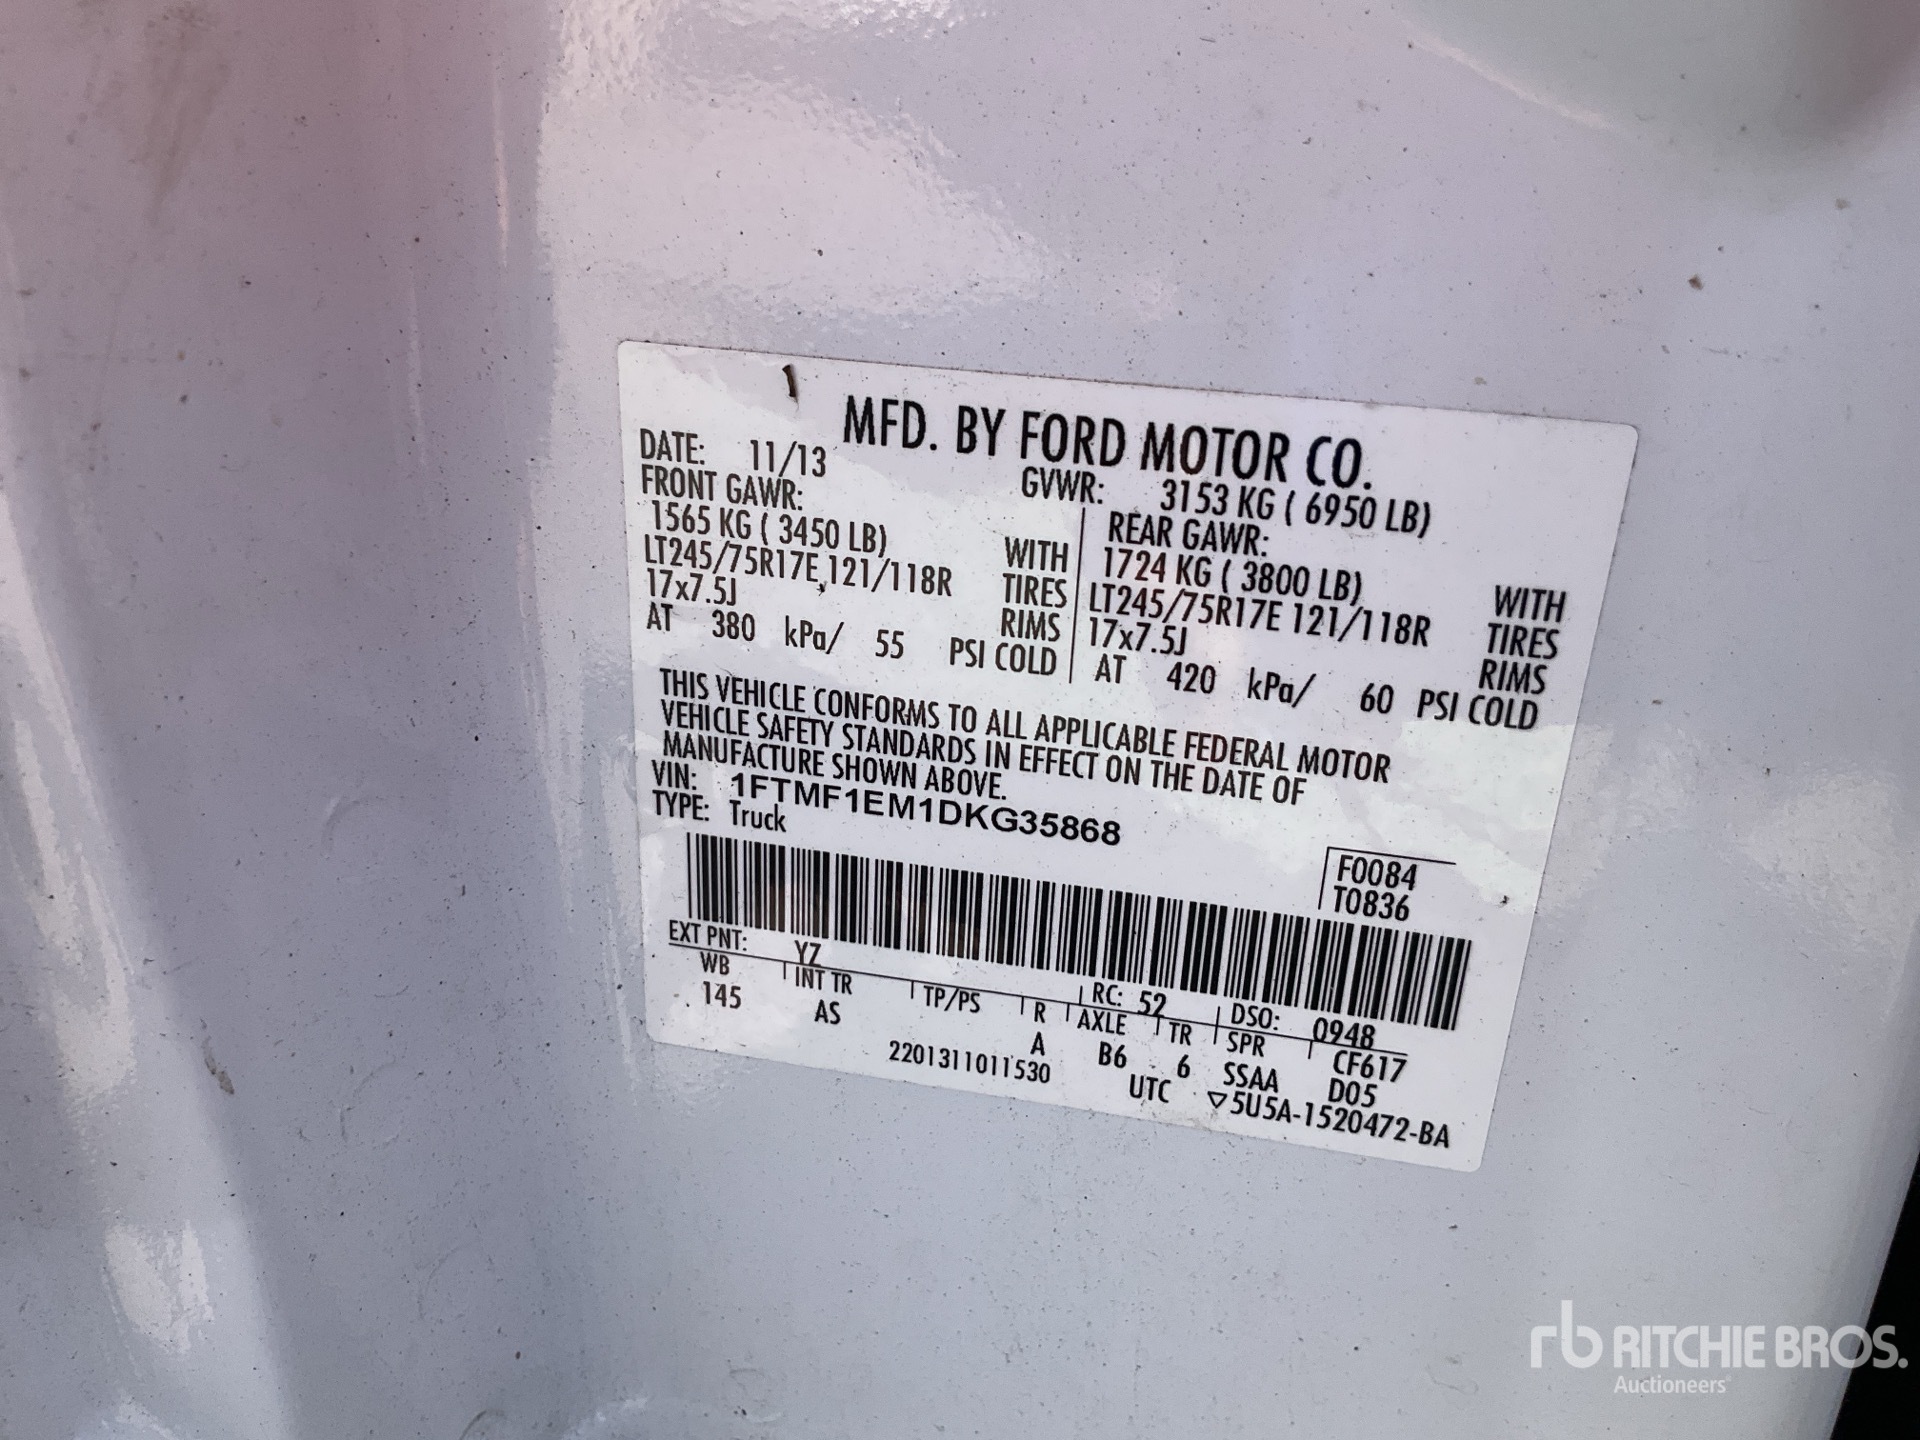 MFD. BY FORD MOTOR CO.
DATE: 11/13
GVWR: 3153 KG ( 6950 LB)
FRONT GAWR:
1565 KG ( 3450 LB) WITH
LT245/75R17E 121/118R TIRES
17x7.5J RIMS
AT 380 kPa/ 55 PSI COLD
REAR GAWR:
1724 KG ( 3800 LB) WITH
LT245/75R17E 121/118R TIRES
17x7.5J RIMS
AT 420 kPa/ 60 PSI COLD
THIS VEHICLE CONFORMS TO ALL APPLICABLE FEDERAL MOTOR
VEHICLE SAFETY STANDARDS IN EFFECT ON THE DATE OF
MANUFACTURE SHOWN ABOVE.
VIN: 1FTMF1EM1DKG35868
TYPE: Truck
F0084
T0836
EXT PNT: YZ RC: 52 DSO: 0948
WB INT TR TP/PS R AXLE TR SPR CF617
145 AS A B6 6 SSAA D05
2201311011530 UTC ▽5U5A-1520472-BA
rb RITCHIE BROS.
Auctioneers